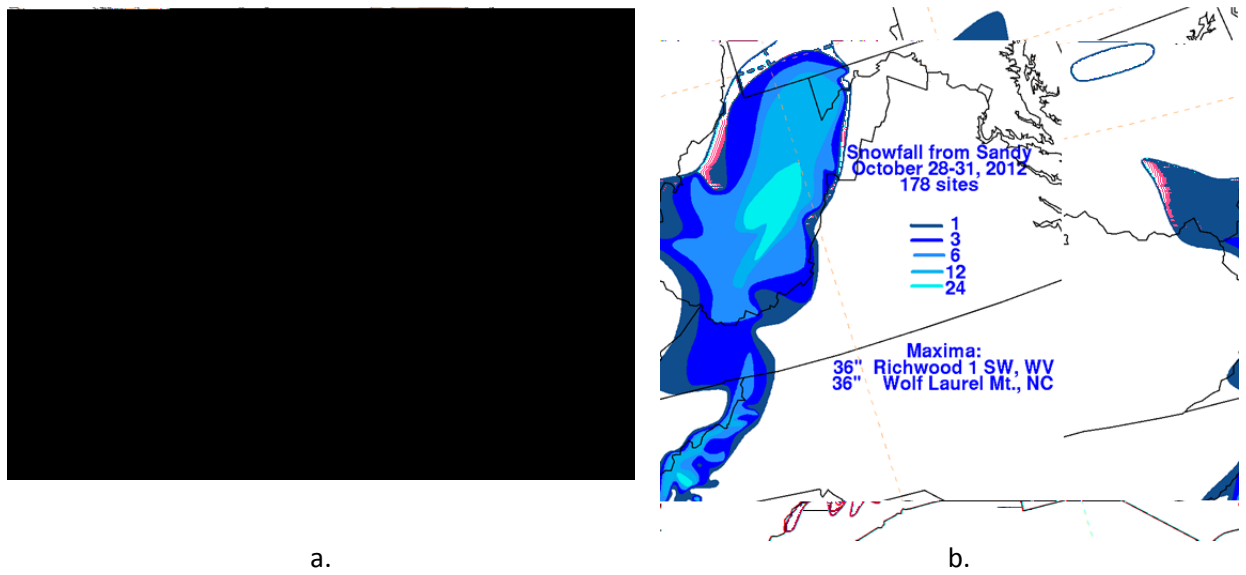 Snowfall from Sandy
October 28-31, 2012
178 sites
1
3
6
12
24
Maxima:
36" Richwood 1 SW, WV
36" Wolf Laurel Mt., NC
a.
b.